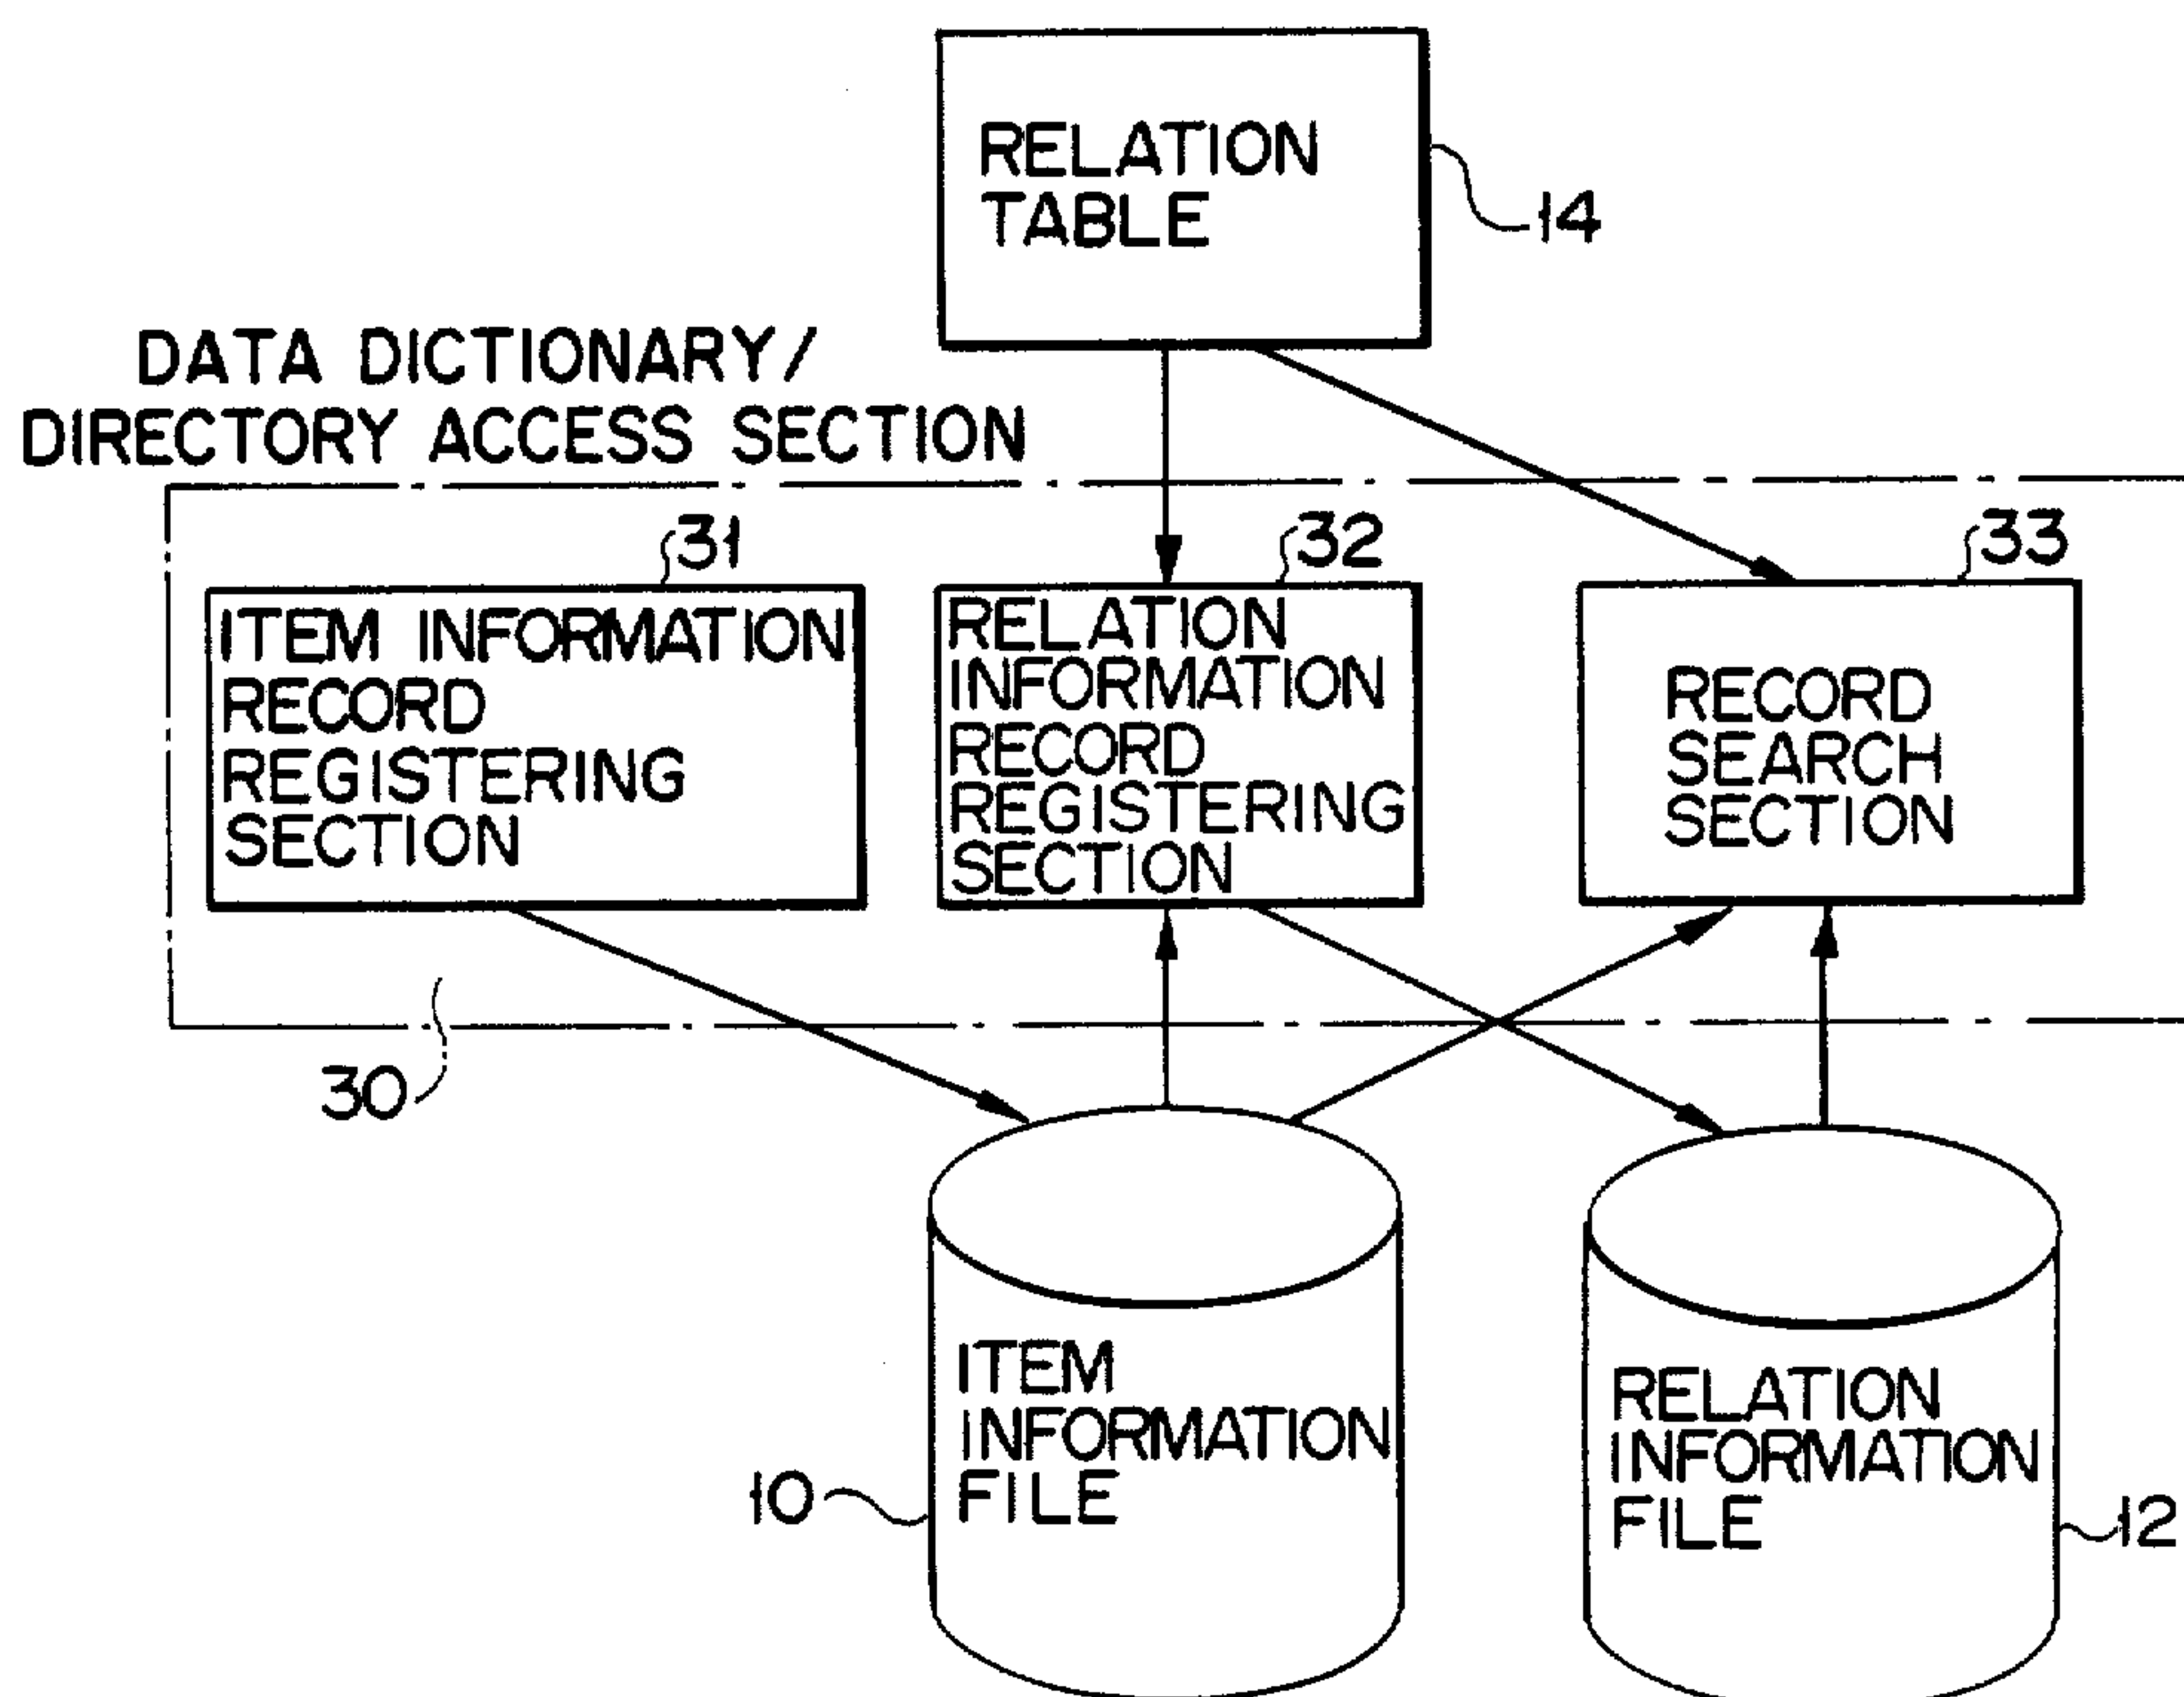 RELATION
TABLE
14
DATA DICTIONARY/
DIRECTORY ACCESS SECTION
31
32
33
ITEM INFORMATION
RECORD
REGISTERING
SECTION
RELATION
INFORMATION
RECORD
REGISTERING
SECTION
RECORD
SEARCH
SECTION
30
ITEM
INFORMATION
FILE
10
RELATION
INFORMATION
FILE
12